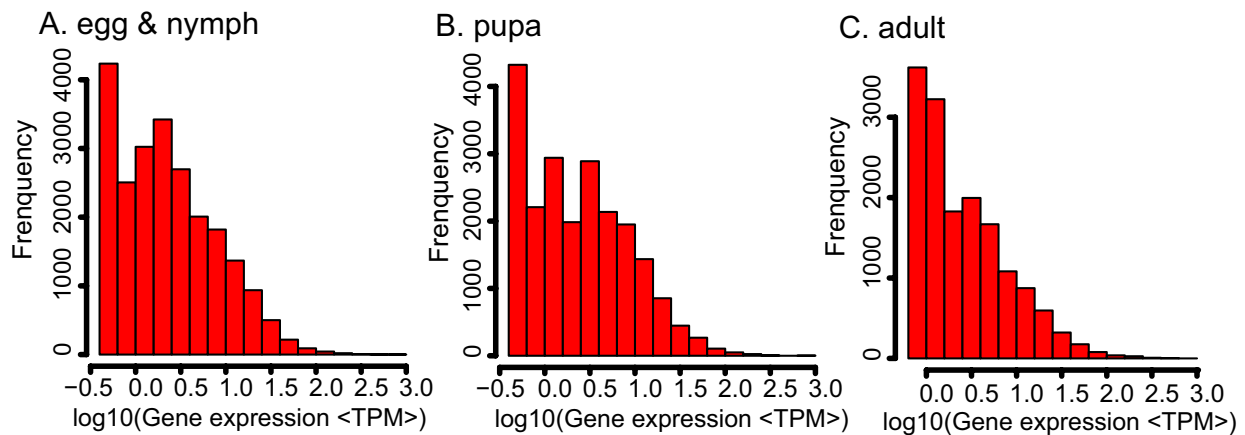 A. egg & nymph
Frenquency
0 1000 2000 3000 4000
−0.5 0.0 0.5 1.0 1.5 2.0 2.5 3.0
log10(Gene expression <TPM>)
B. pupa
Frenquency
0 1000 2000 3000 4000
−0.5 0.0 0.5 1.0 1.5 2.0 2.5 3.0
log10(Gene expression <TPM>)
C. adult
Frenquency
0 1000 2000 3000
0.0 0.5 1.0 1.5 2.0 2.5 3.0
log10(Gene expression <TPM>)